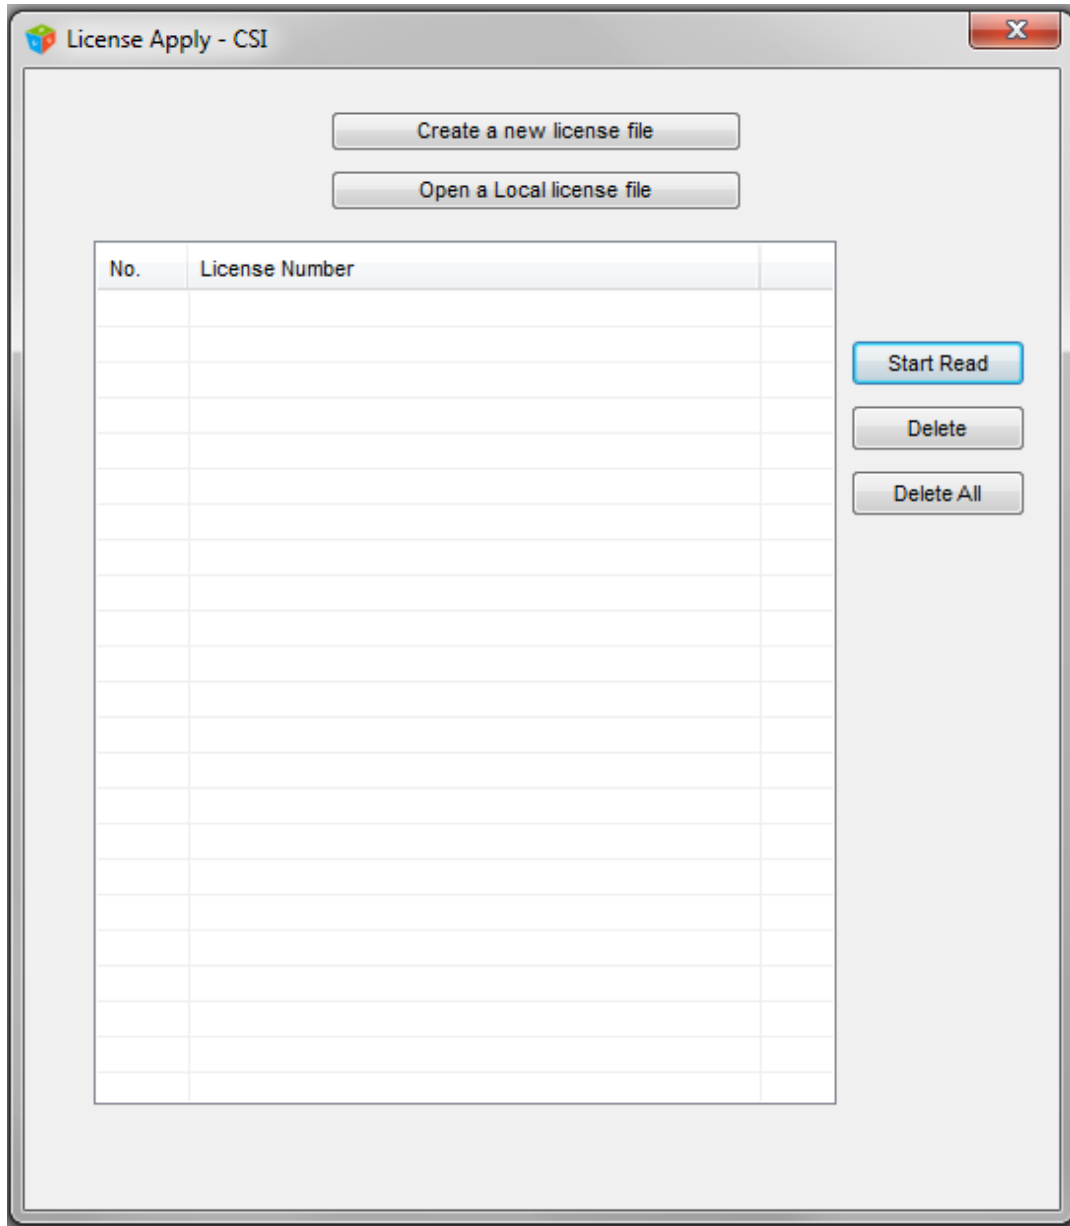 License Apply - CSI
Create a new license file
Open a Local license file
No. License Number
Start Read
Delete
Delete All